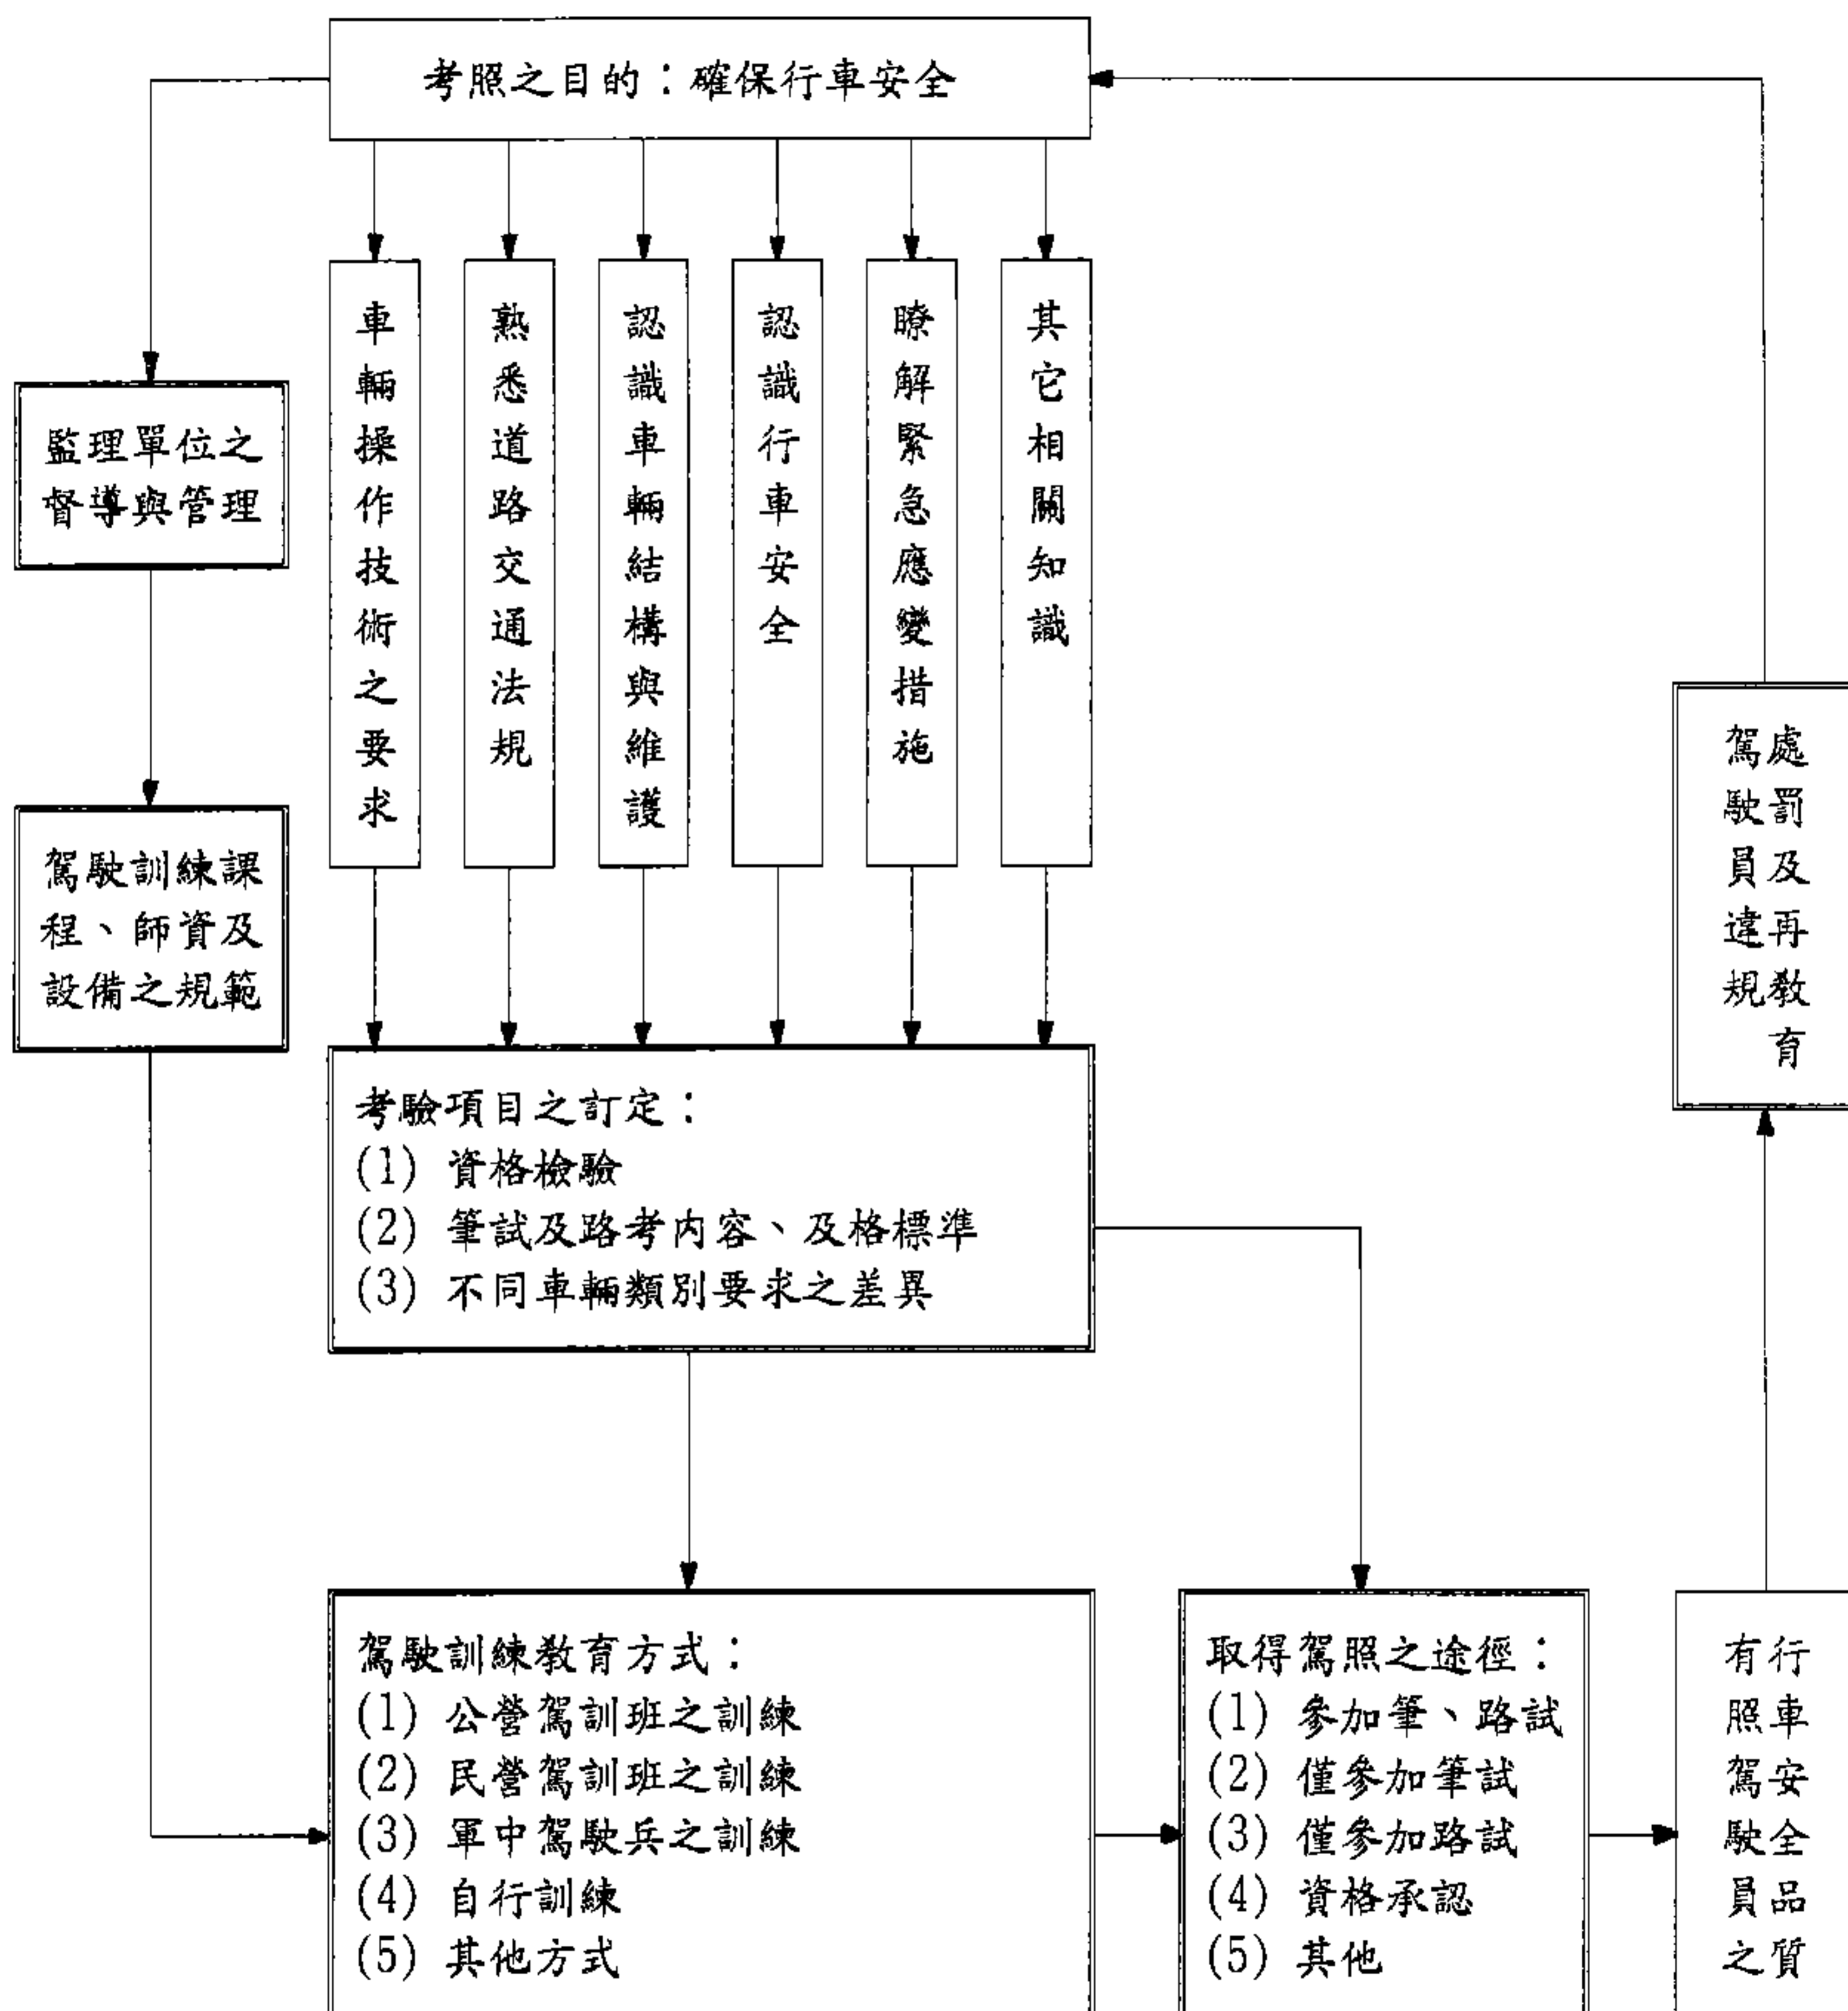 考照之目的：確保行車安全
車輛操作技術之要求
熟悉道路交通法規
認識車輛結構與維護
認識行車安全
瞭解緊急應變措施
其它相關知識
監理單位之
督導與管理
駕駛訓練課
程、師資及
設備之規範
考驗項目之訂定：
(1) 資格檢驗
(2) 筆試及路考內容、及格標準
(3) 不同車輛類別要求之差異
駕駛訓練教育方式：
(1) 公營駕訓班之訓練
(2) 民營駕訓班之訓練
(3) 軍中駕駛兵之訓練
(4) 自行訓練
(5) 其他方式
取得駕照之途徑：
(1) 參加筆、路試
(2) 僅參加筆試
(3) 僅參加路試
(4) 資格承認
(5) 其他
有照駕駛員之
行車安全品質
駕駛員違規
處罰及再教育